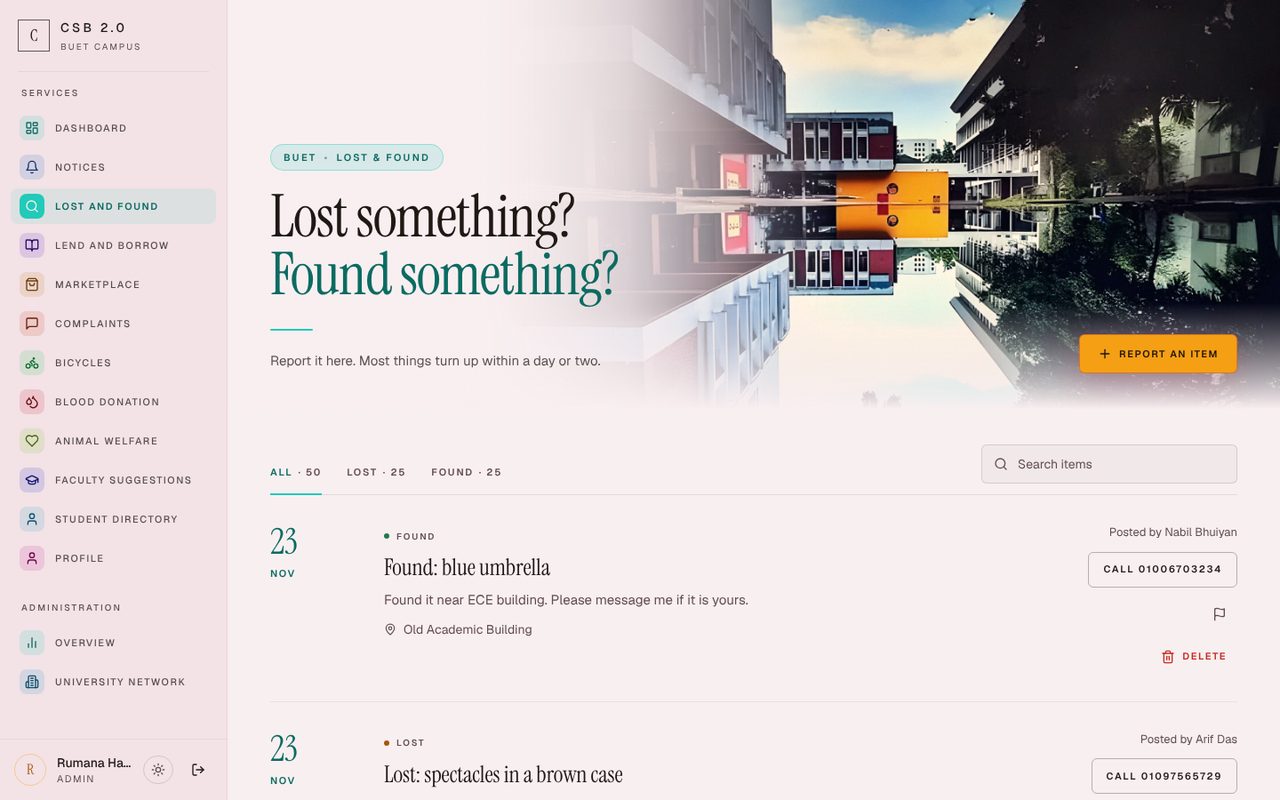 C
CSB 2.0
BUET CAMPUS
SERVICES
DASHBOARD
NOTICES
LOST AND FOUND
LEND AND BORROW
MARKETPLACE
COMPLAINTS
BICYCLES
BLOOD DONATION
ANIMAL WELFARE
FACULTY SUGGESTIONS
STUDENT DIRECTORY
PROFILE
ADMINISTRATION
OVERVIEW
UNIVERSITY NETWORK
R
Rumana Ha...
ADMIN
BUET • LOST & FOUND
Lost something?
Found something?
Report it here. Most things turn up within a day or two.
REPORT AN ITEM
ALL · 50
LOST · 25
FOUND · 25
Search items
23
NOV
FOUND
Found: blue umbrella
Found it near ECE building. Please message me if it is yours.
Old Academic Building
Posted by Nabil Bhuiyan
CALL 01006703234
DELETE
23
NOV
LOST
Lost: spectacles in a brown case
Posted by Arif Das
CALL 01097565729